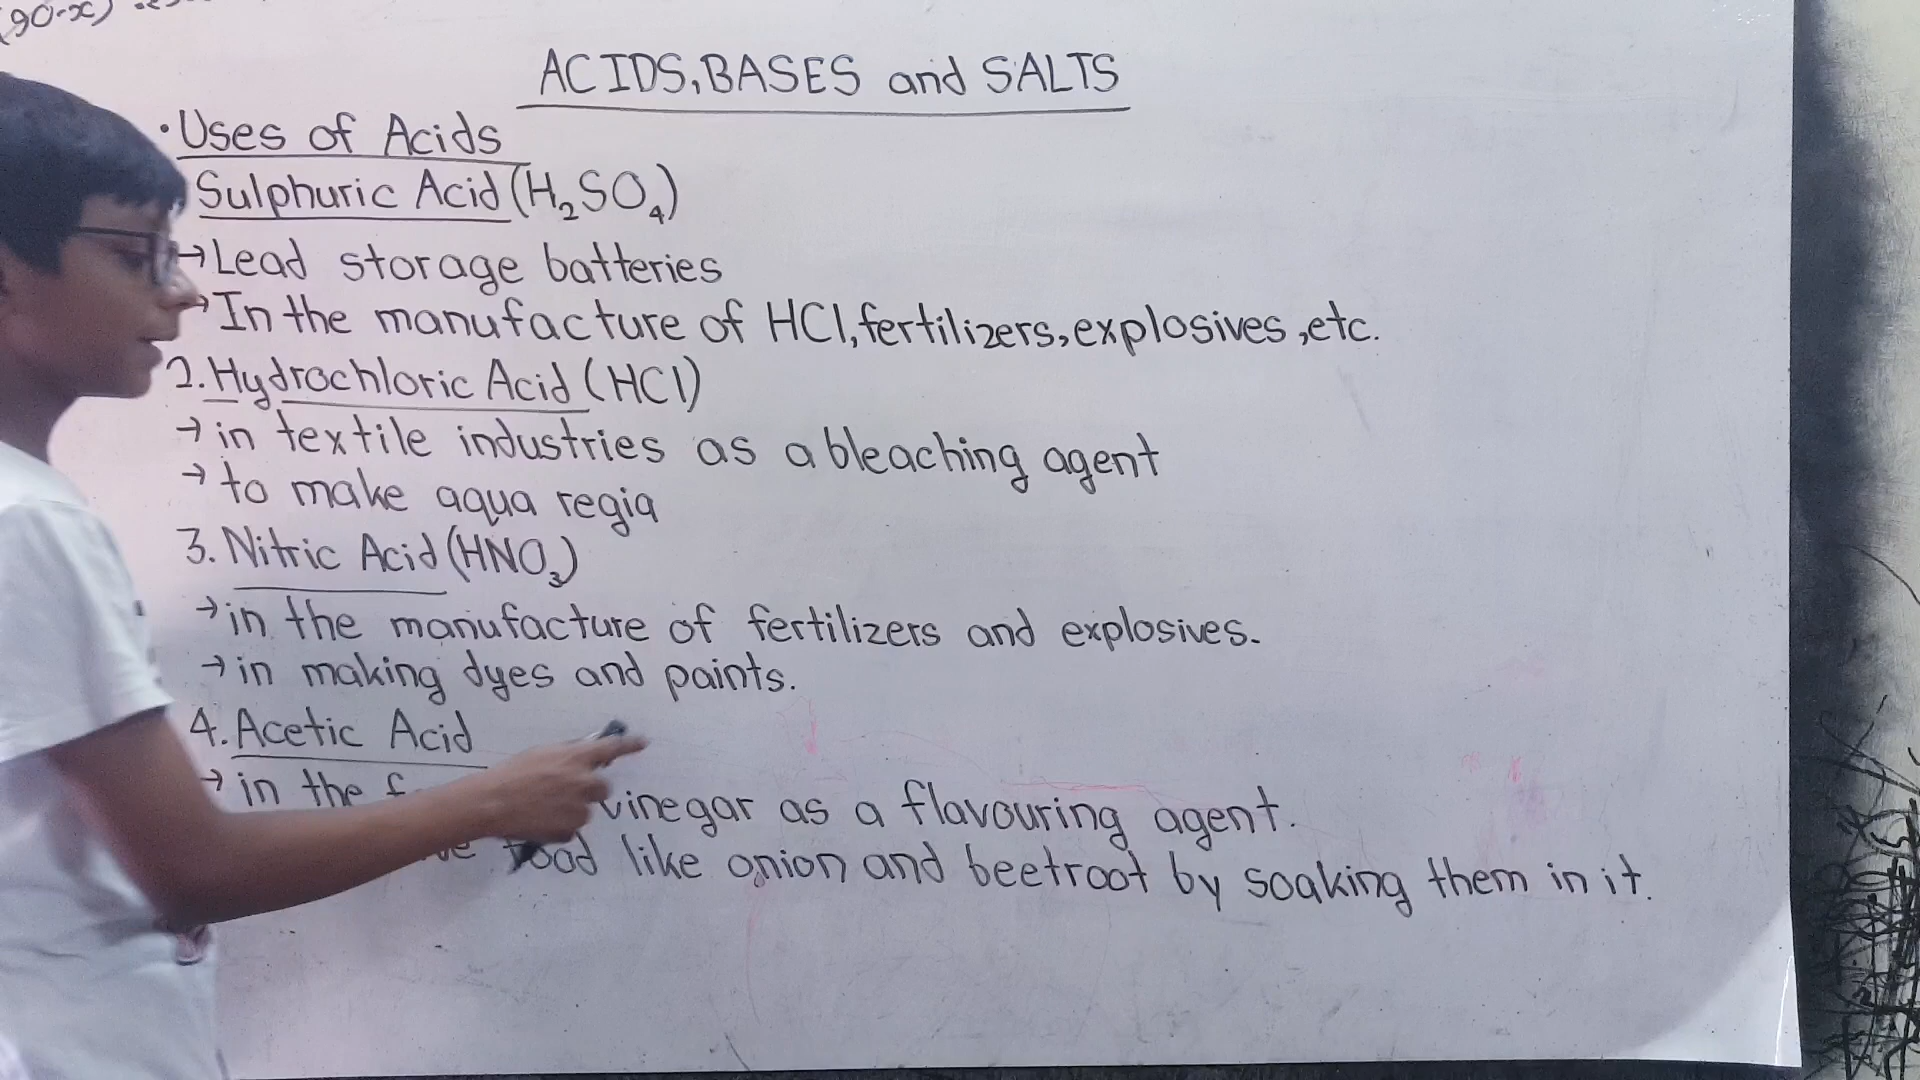 (90-x)
ACIDS, BASES and SALTS
• Uses of Acids
Sulphuric Acid (H₂SO₄)
→ Lead storage batteries
→ In the manufacture of HCl, fertilizers, explosives, etc.
2. Hydrochloric Acid (HCl)
→ in textile industries as a bleaching agent
→ to make aqua regia
3. Nitric Acid (HNO₃)
→ in the manufacture of fertilizers and explosives.
→ in making dyes and paints.
4. Acetic Acid
→ in the vinegar as a flavouring agent.
food like onion and beetroot by soaking them in it.